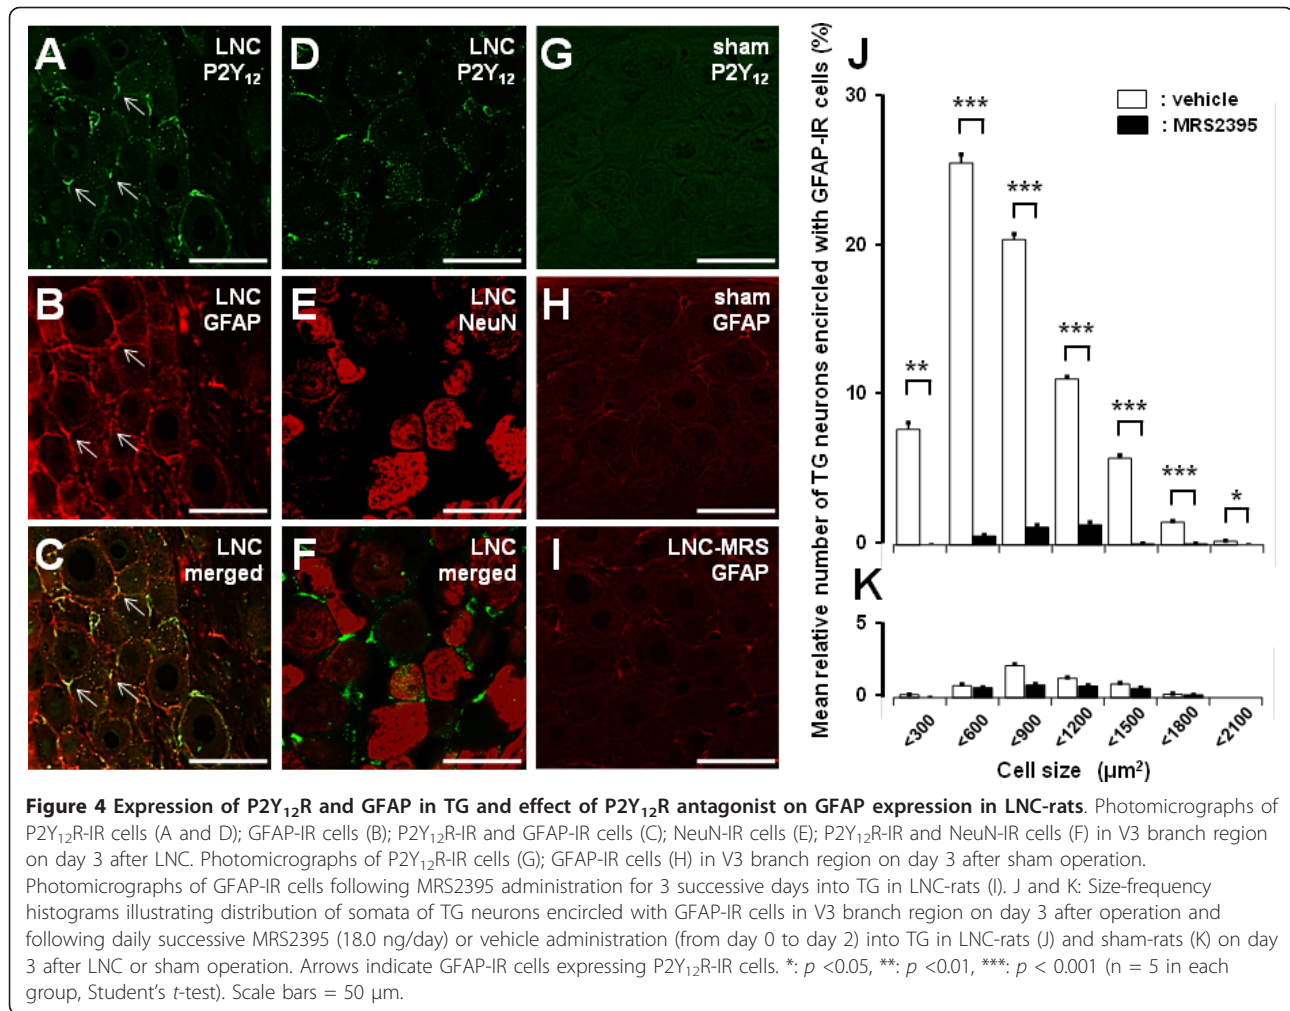 A
LNC
P2Y₁₂
D
LNC
P2Y₁₂
G
sham
P2Y₁₂
B
LNC
GFAP
E
LNC
NeuN
H
sham
GFAP
C
LNC
merged
F
LNC
merged
I
LNC-MRS
GFAP
J
Mean relative number of TG neurons encircled with GFAP-IR cells (%)
30
20
10
0
: vehicle
: MRS2395
**
***
***
***
***
***
*
K
5
0
<300
<600
<900
<1200
<1500
<1800
<2100
Cell size (µm²)
Figure 4 Expression of P2Y₁₂R and GFAP in TG and effect of P2Y₁₂R antagonist on GFAP expression in LNC-rats. Photomicrographs of
P2Y₁₂R-IR cells (A and D); GFAP-IR cells (B); P2Y₁₂R-IR and GFAP-IR cells (C); NeuN-IR cells (E); P2Y₁₂R-IR and NeuN-IR cells (F) in V3 branch region
on day 3 after LNC. Photomicrographs of P2Y₁₂R-IR cells (G); GFAP-IR cells (H) in V3 branch region on day 3 after sham operation.
Photomicrographs of GFAP-IR cells following MRS2395 administration for 3 successive days into TG in LNC-rats (I). J and K: Size-frequency
histograms illustrating distribution of somata of TG neurons encircled with GFAP-IR cells in V3 branch region on day 3 after operation and
following daily successive MRS2395 (18.0 ng/day) or vehicle administration (from day 0 to day 2) into TG in LNC-rats (J) and sham-rats (K) on day
3 after LNC or sham operation. Arrows indicate GFAP-IR cells expressing P2Y₁₂R-IR cells. *: p <0.05, **: p <0.01, ***: p < 0.001 (n = 5 in each
group, Student's t-test). Scale bars = 50 µm.